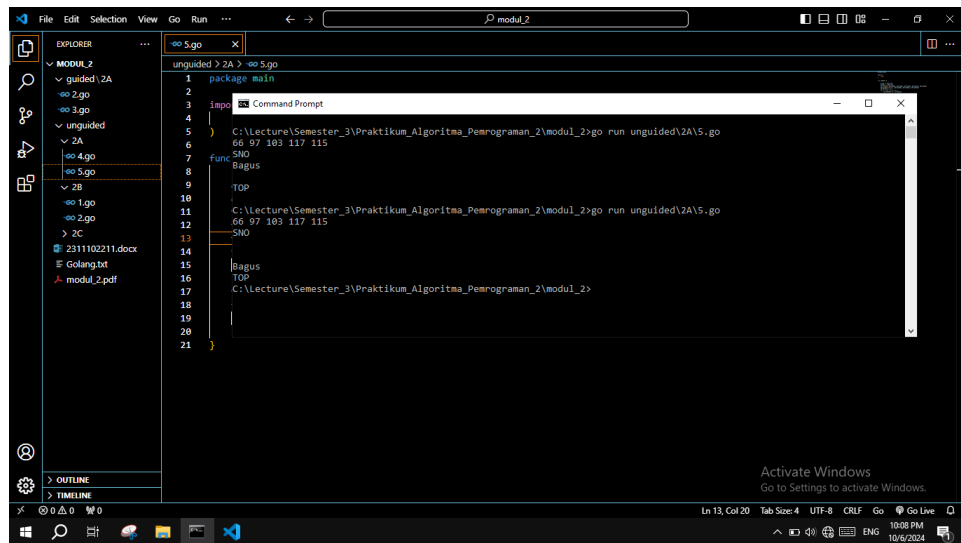 File Edit Selection View Go Run ··· ← → modul_2
EXPLORER ···
MODUL_2
guided \ 2A
2.go
3.go
unguided
2A
4.go
5.go
2B
1.go
2.go
2C
2311102211.docx
Golang.txt
modul_2.pdf
OUTLINE
TIMELINE
5.go
unguided > 2A > 5.go
1 package main
2
3 impo
4
5 )
6
7 func
8
9
10
11
12
13
14
15
16
17
18
19
20
21 }
Command Prompt
C:\Lecture\Semester_3\Praktikum_Algoritma_Pemrograman_2\modul_2>go run unguided\2A\5.go
66 97 103 117 115
SNO
Bagus
TOP
C:\Lecture\Semester_3\Praktikum_Algoritma_Pemrograman_2\modul_2>go run unguided\2A\5.go
66 97 103 117 115
SNO
Bagus
TOP
C:\Lecture\Semester_3\Praktikum_Algoritma_Pemrograman_2\modul_2>
Activate Windows
Go to Settings to activate Windows.
0 0 0 Ln 13, Col 20 Tab Size: 4 UTF-8 CRLF Go Go Live
ENG 10:08 PM
10/6/2024